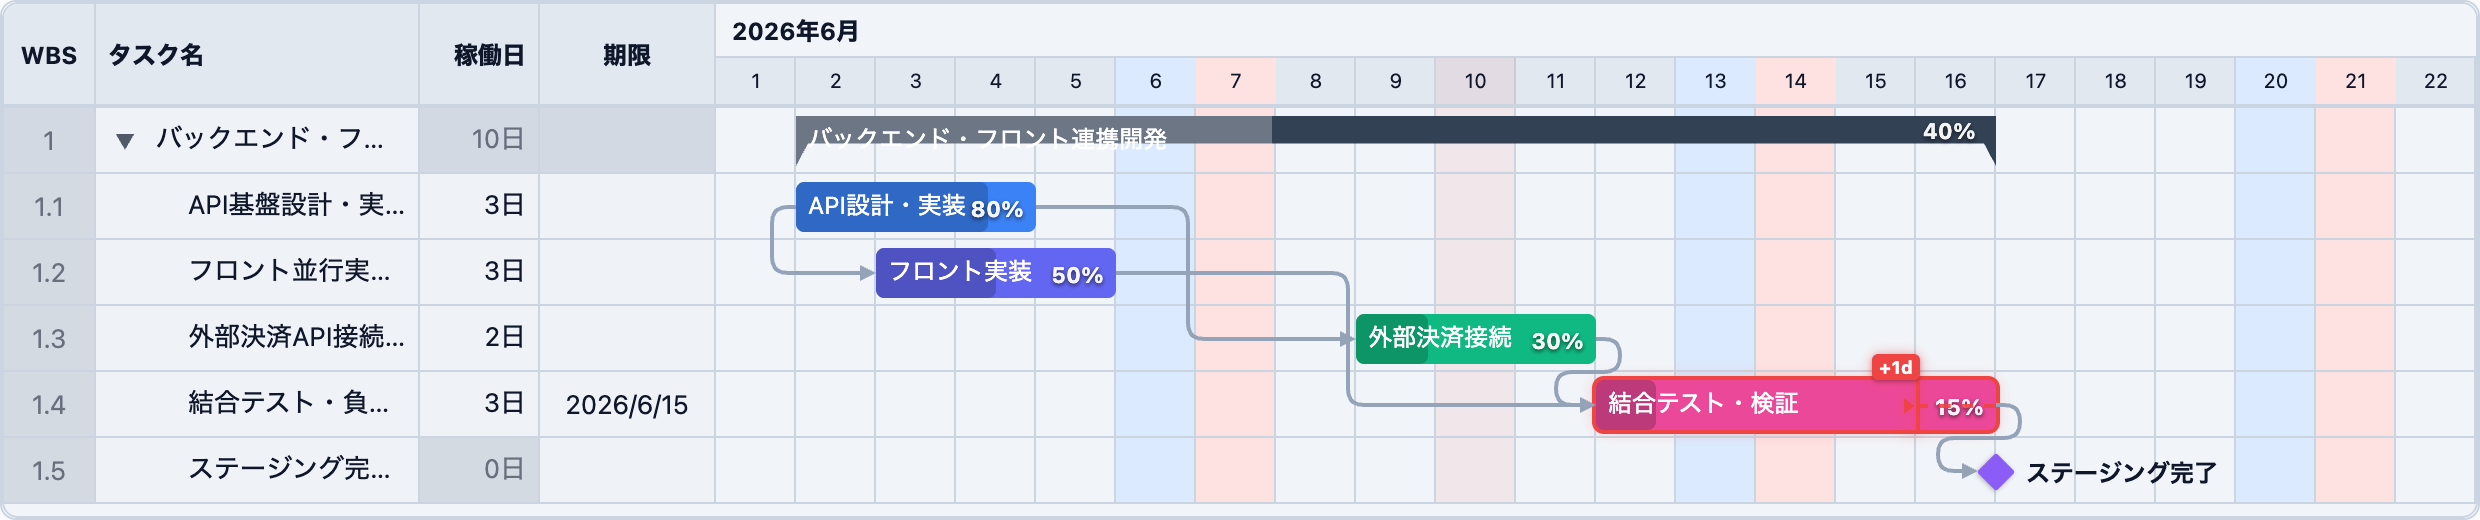 WBS タスク名 稼働日 期限 2026年6月
1 2 3 4 5 6 7 8 9 10 11 12 13 14 15 16 17 18 19 20 21 22
1 ▼ バックエンド・フ... 10日 バックエンド・フロント連携開発 40%
1.1 API基盤設計・実... 3日 API設計・実装 80%
1.2 フロント並行実... 3日 フロント実装 50%
1.3 外部決済API接続... 2日 外部決済接続 30%
+1d
1.4 結合テスト・負... 3日 2026/6/15 結合テスト・検証 15%
1.5 ステージング完... 0日 ステージング完了